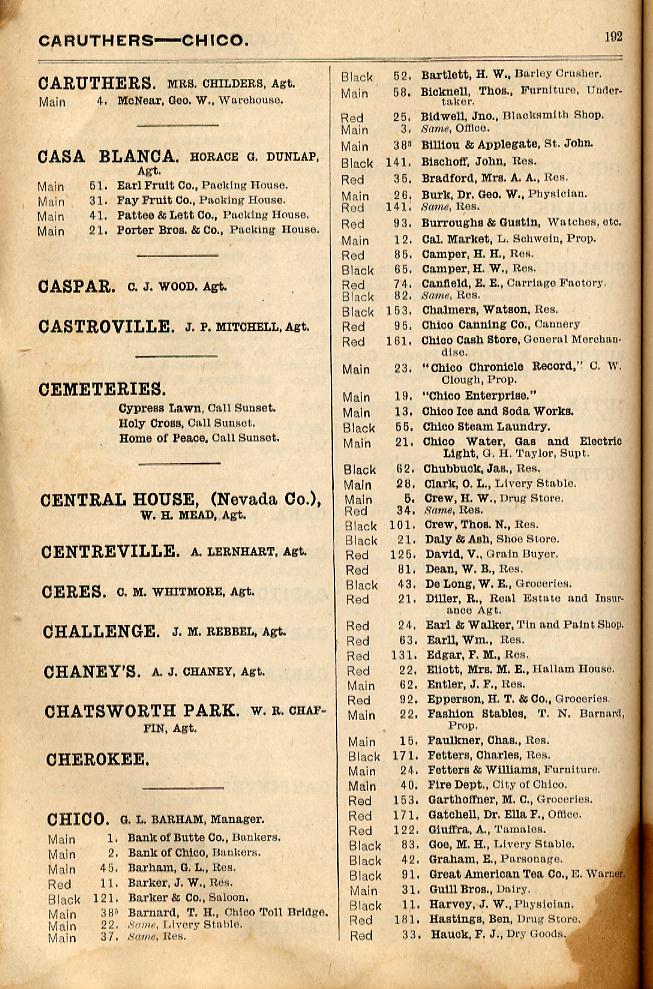 CARUTHERS—CHICO.
192
CARUTHERS. MRS. CHILDERS, Agt.
Main 4. McNear, Geo. W., Warehouse.
CASA BLANCA. HORACE G. DUNLAP,
Agt.
Main 51. Earl Fruit Co., Packing House.
Main 31. Fay Fruit Co., Packing House.
Main 41. Pattee & Lett Co., Packing House.
Main 21. Porter Bros. & Co., Packing House.
CASPAR. C. J. WOOD. Agt.
CASTROVILLE. J. P. MITCHELL, Agt.
CEMETERIES.
Cypress Lawn, Call Sunset.
Holy Cross, Call Sunset.
Home of Peace, Call Sunset.
CENTRAL HOUSE, (Nevada Co.),
W. H. MEAD, Agt.
CENTREVILLE. A. LERNHART, Agt.
CERES. C. M. WHITMORE, Agt.
CHALLENGE. J. M. REBBEL, Agt.
CHANEY'S. A. J. CHANEY, Agt.
CHATSWORTH PARK. W. R. CHAF-
FIN, Agt.
CHEROKEE.
CHICO. G. L. BARHAM, Manager.
Main 1. Bank of Butte Co., Bankers.
Main 2. Bank of Chico, Bankers.
Main 45. Barham, G. L., Res.
Red 11. Barker, J. W., Res.
Black 121. Barker & Co., Saloon.
Main 38⁵ Barnard, T. H., Chico Toll Bridge.
Main 22. Same, Livery Stable.
Main 37. Same, Res.
Black 52. Bartlett, H. W., Barley Crusher.
Main 58. Bicknell, Thos., Furniture, Under-
taker.
Red 25. Bidwell, Jno., Blacksmith Shop.
Main 3. Same, Office.
Main 38⁸ Billiou & Applegate, St. John.
Black 141. Bischoff, John, Res.
Red 35. Bradford, Mrs. A. A., Res.
Main 26. Burk, Dr. Geo. W., Physician.
Red 141. Same, Res.
Red 93. Burroughs & Gustin, Watches, etc.
Main 12. Cal. Market, L. Schwein, Prop.
Red 85. Camper, H. H., Res.
Black 65. Camper, H. W., Res.
Red 74. Canfield, E. E., Carriage Factory.
Black 82. Same, Res.
Black 153. Chalmers, Watson, Res.
Red 95. Chico Canning Co., Cannery
Red 161. Chico Cash Store, General Merchan-
dise.
Main 23. "Chico Chronicle Record," C. W.
Clough, Prop.
Main 19. "Chico Enterprise."
Main 13. Chico Ice and Soda Works.
Black 55. Chico Steam Laundry.
Main 21. Chico Water, Gas and Electric
Light, G. H. Taylor, Supt.
Black 62. Chubbuck, Jas., Res.
Main 28. Clark, O. L., Livery Stable.
Main 5. Crew, H. W., Drug Store.
Red 34. Same, Res.
Black 101. Crew, Thos. N., Res.
Black 21. Daly & Ash, Shoe Store.
Red 125. David, V., Grain Buyer.
Red 81. Dean, W. B., Res.
Black 43. De Long, W. E., Groceries.
Red 21. Diller, R., Real Estate and Insur-
ance Agt.
Red 24. Earl & Walker, Tin and Paint Shop.
Red 63. Earll, Wm., Res.
Red 131. Edgar, F. M., Res.
Red 22. Eliott, Mrs. M. E., Hallam House.
Main 62. Entler, J. F., Res.
Red 92. Epperson, H. T. & Co., Groceries.
Main 22. Fashion Stables, T. N. Barnard,
Prop.
Main 15. Faulkner, Chas., Res.
Black 171. Fetters, Charles, Res.
Main 24. Fetters & Williams, Furniture.
Main 40. Fire Dept., City of Chico.
Red 153. Garthoffner, M. C., Groceries.
Red 171. Gatchell, Dr. Ella F., Office.
Red 122. Giuffra, A., Tamales.
Black 83. Goe, M. H., Livery Stable.
Black 42. Graham, E., Parsonage.
Black 91. Great American Tea Co., E. Warner.
Main 31. Guill Bros., Dairy.
Black 11. Harvey, J. W., Physician.
Red 181. Hastings, Ben, Drug Store.
Red 33. Hauck, F. J., Dry Goods.